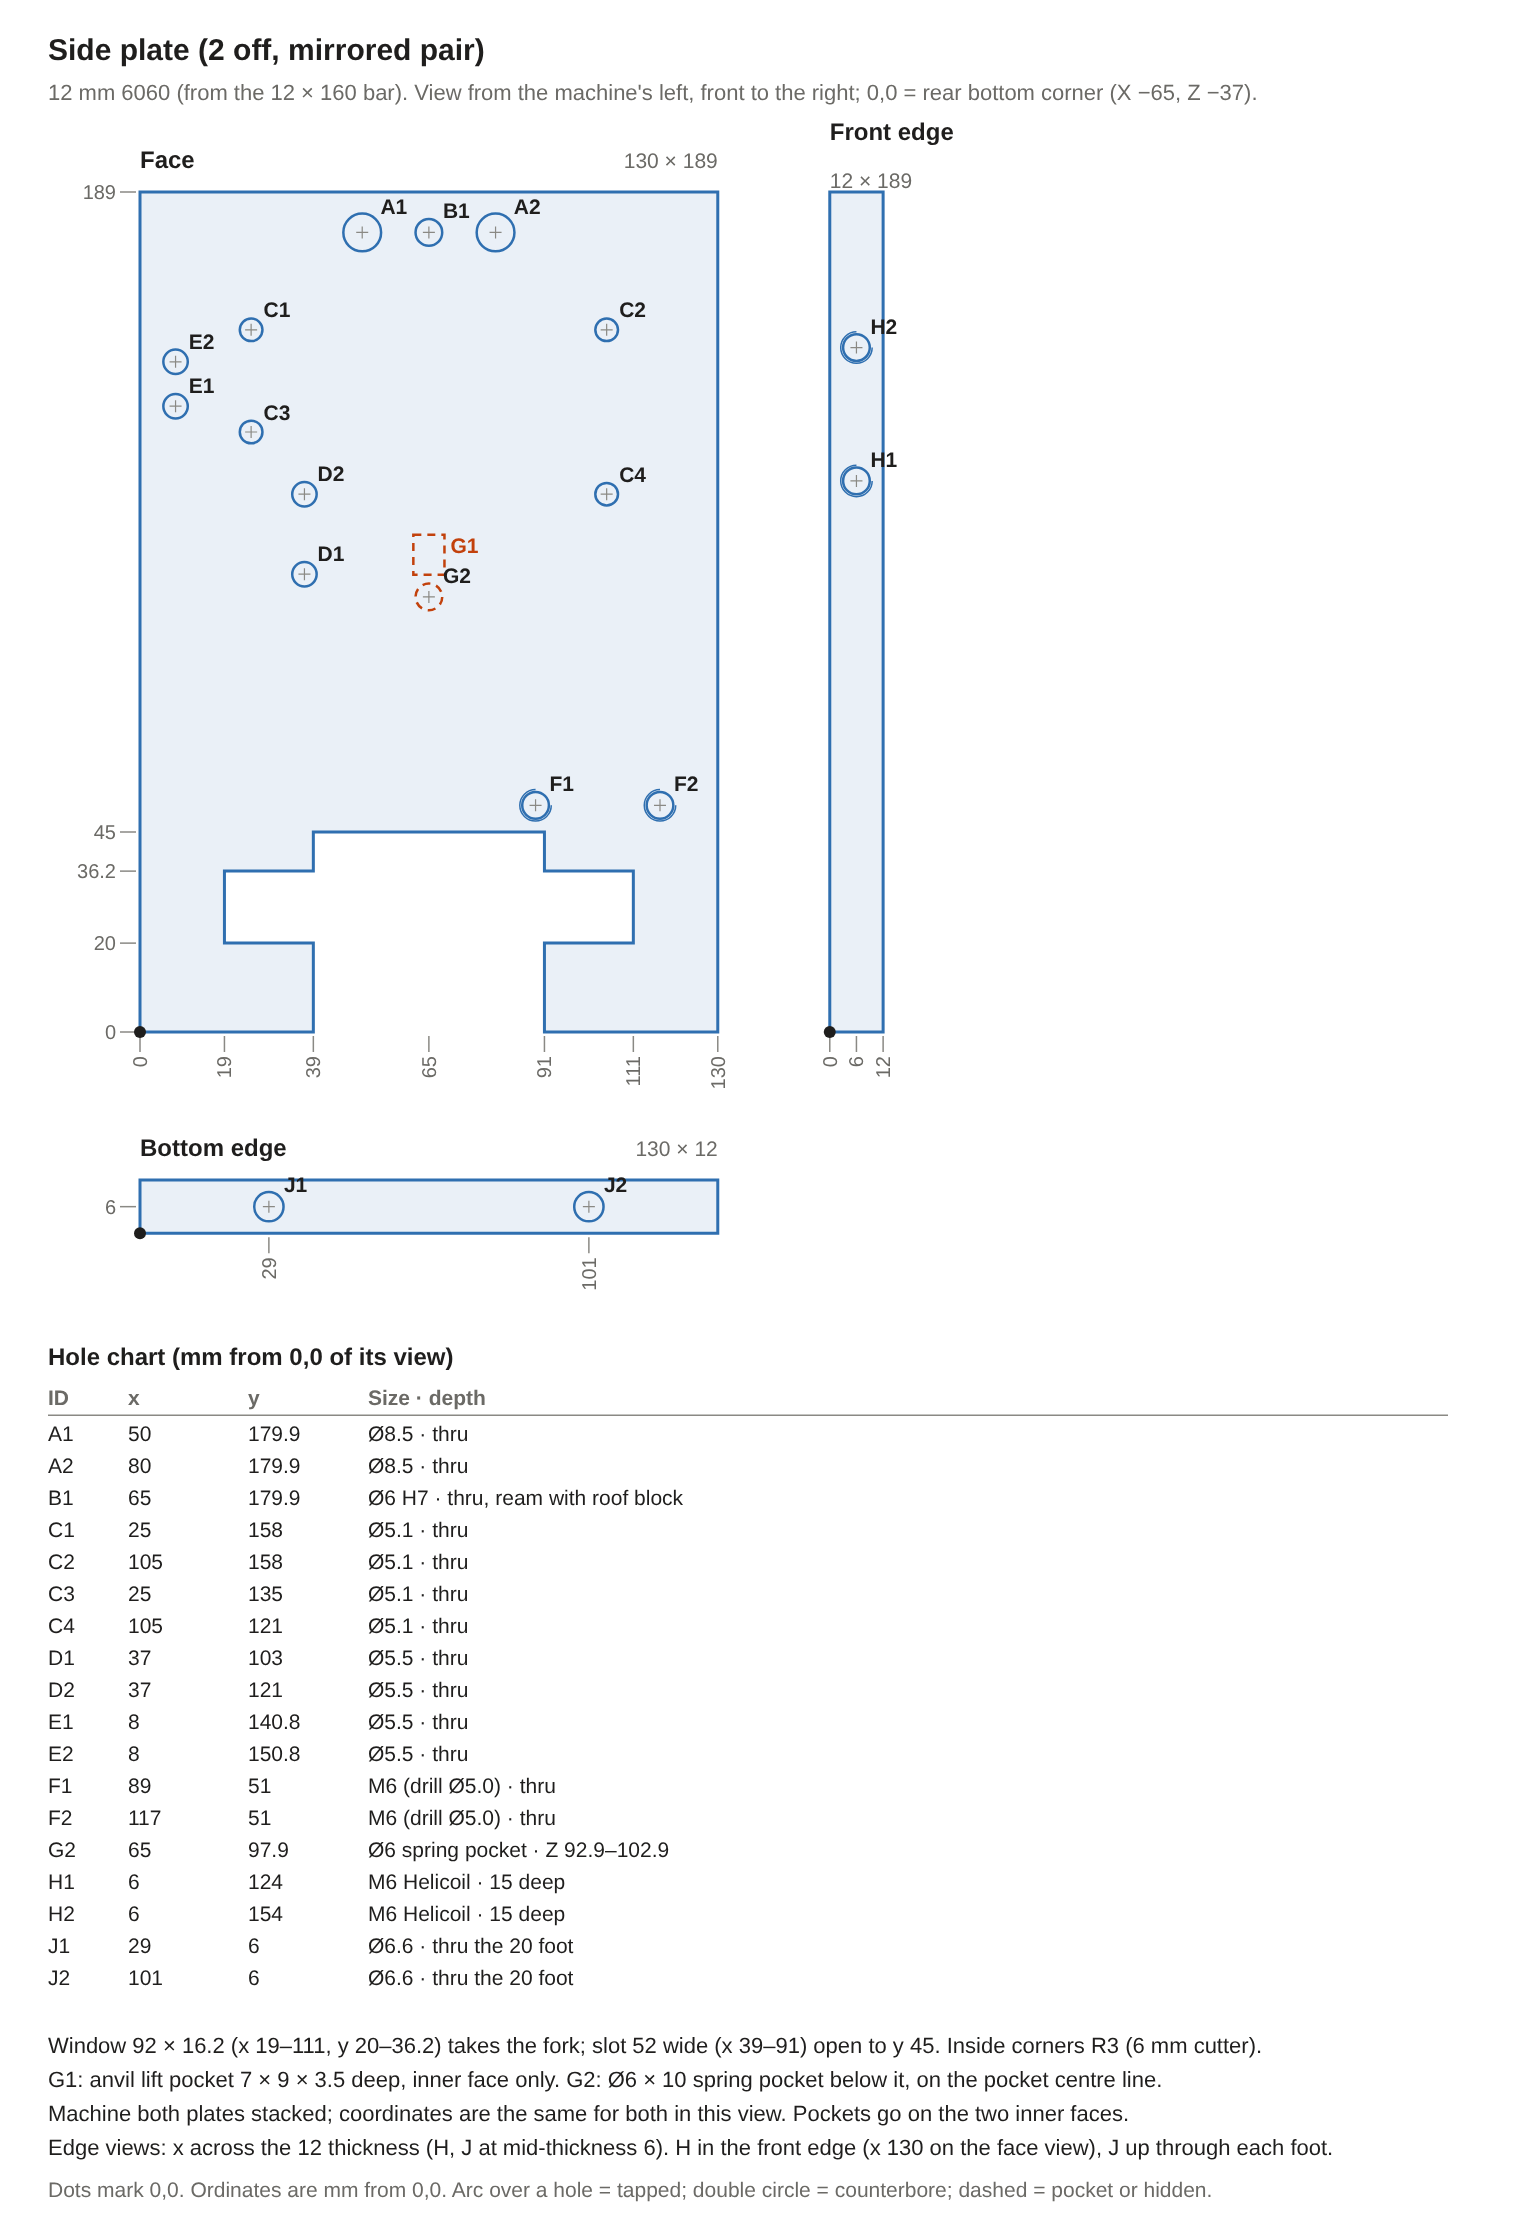 Side plate (2 off, mirrored pair)
12 mm 6060 (from the 12 × 160 bar). View from the machine's left, front to the right; 0,0 = rear bottom corner (X −65, Z −37).
Front edge
Face 130 × 189
12 × 189
189
A1 B1 A2
C1 C2
H2
E2
E1
C3
H1
D2 C4
G1
D1
G2
F1 F2
45
36.2
20
0
0 19 39 65 91 111 130
0 6 12
Bottom edge 130 × 12
J1 J2
6
29 101
Hole chart (mm from 0,0 of its view)
ID x y Size · depth
A1 50 179.9 Ø8.5 · thru
A2 80 179.9 Ø8.5 · thru
B1 65 179.9 Ø6 H7 · thru, ream with roof block
C1 25 158 Ø5.1 · thru
C2 105 158 Ø5.1 · thru
C3 25 135 Ø5.1 · thru
C4 105 121 Ø5.1 · thru
D1 37 103 Ø5.5 · thru
D2 37 121 Ø5.5 · thru
E1 8 140.8 Ø5.5 · thru
E2 8 150.8 Ø5.5 · thru
F1 89 51 M6 (drill Ø5.0) · thru
F2 117 51 M6 (drill Ø5.0) · thru
G2 65 97.9 Ø6 spring pocket · Z 92.9–102.9
H1 6 124 M6 Helicoil · 15 deep
H2 6 154 M6 Helicoil · 15 deep
J1 29 6 Ø6.6 · thru the 20 foot
J2 101 6 Ø6.6 · thru the 20 foot
Window 92 × 16.2 (x 19–111, y 20–36.2) takes the fork; slot 52 wide (x 39–91) open to y 45. Inside corners R3 (6 mm cutter).
G1: anvil lift pocket 7 × 9 × 3.5 deep, inner face only. G2: Ø6 × 10 spring pocket below it, on the pocket centre line.
Machine both plates stacked; coordinates are the same for both in this view. Pockets go on the two inner faces.
Edge views: x across the 12 thickness (H, J at mid-thickness 6). H in the front edge (x 130 on the face view), J up through each foot.
Dots mark 0,0. Ordinates are mm from 0,0. Arc over a hole = tapped; double circle = counterbore; dashed = pocket or hidden.